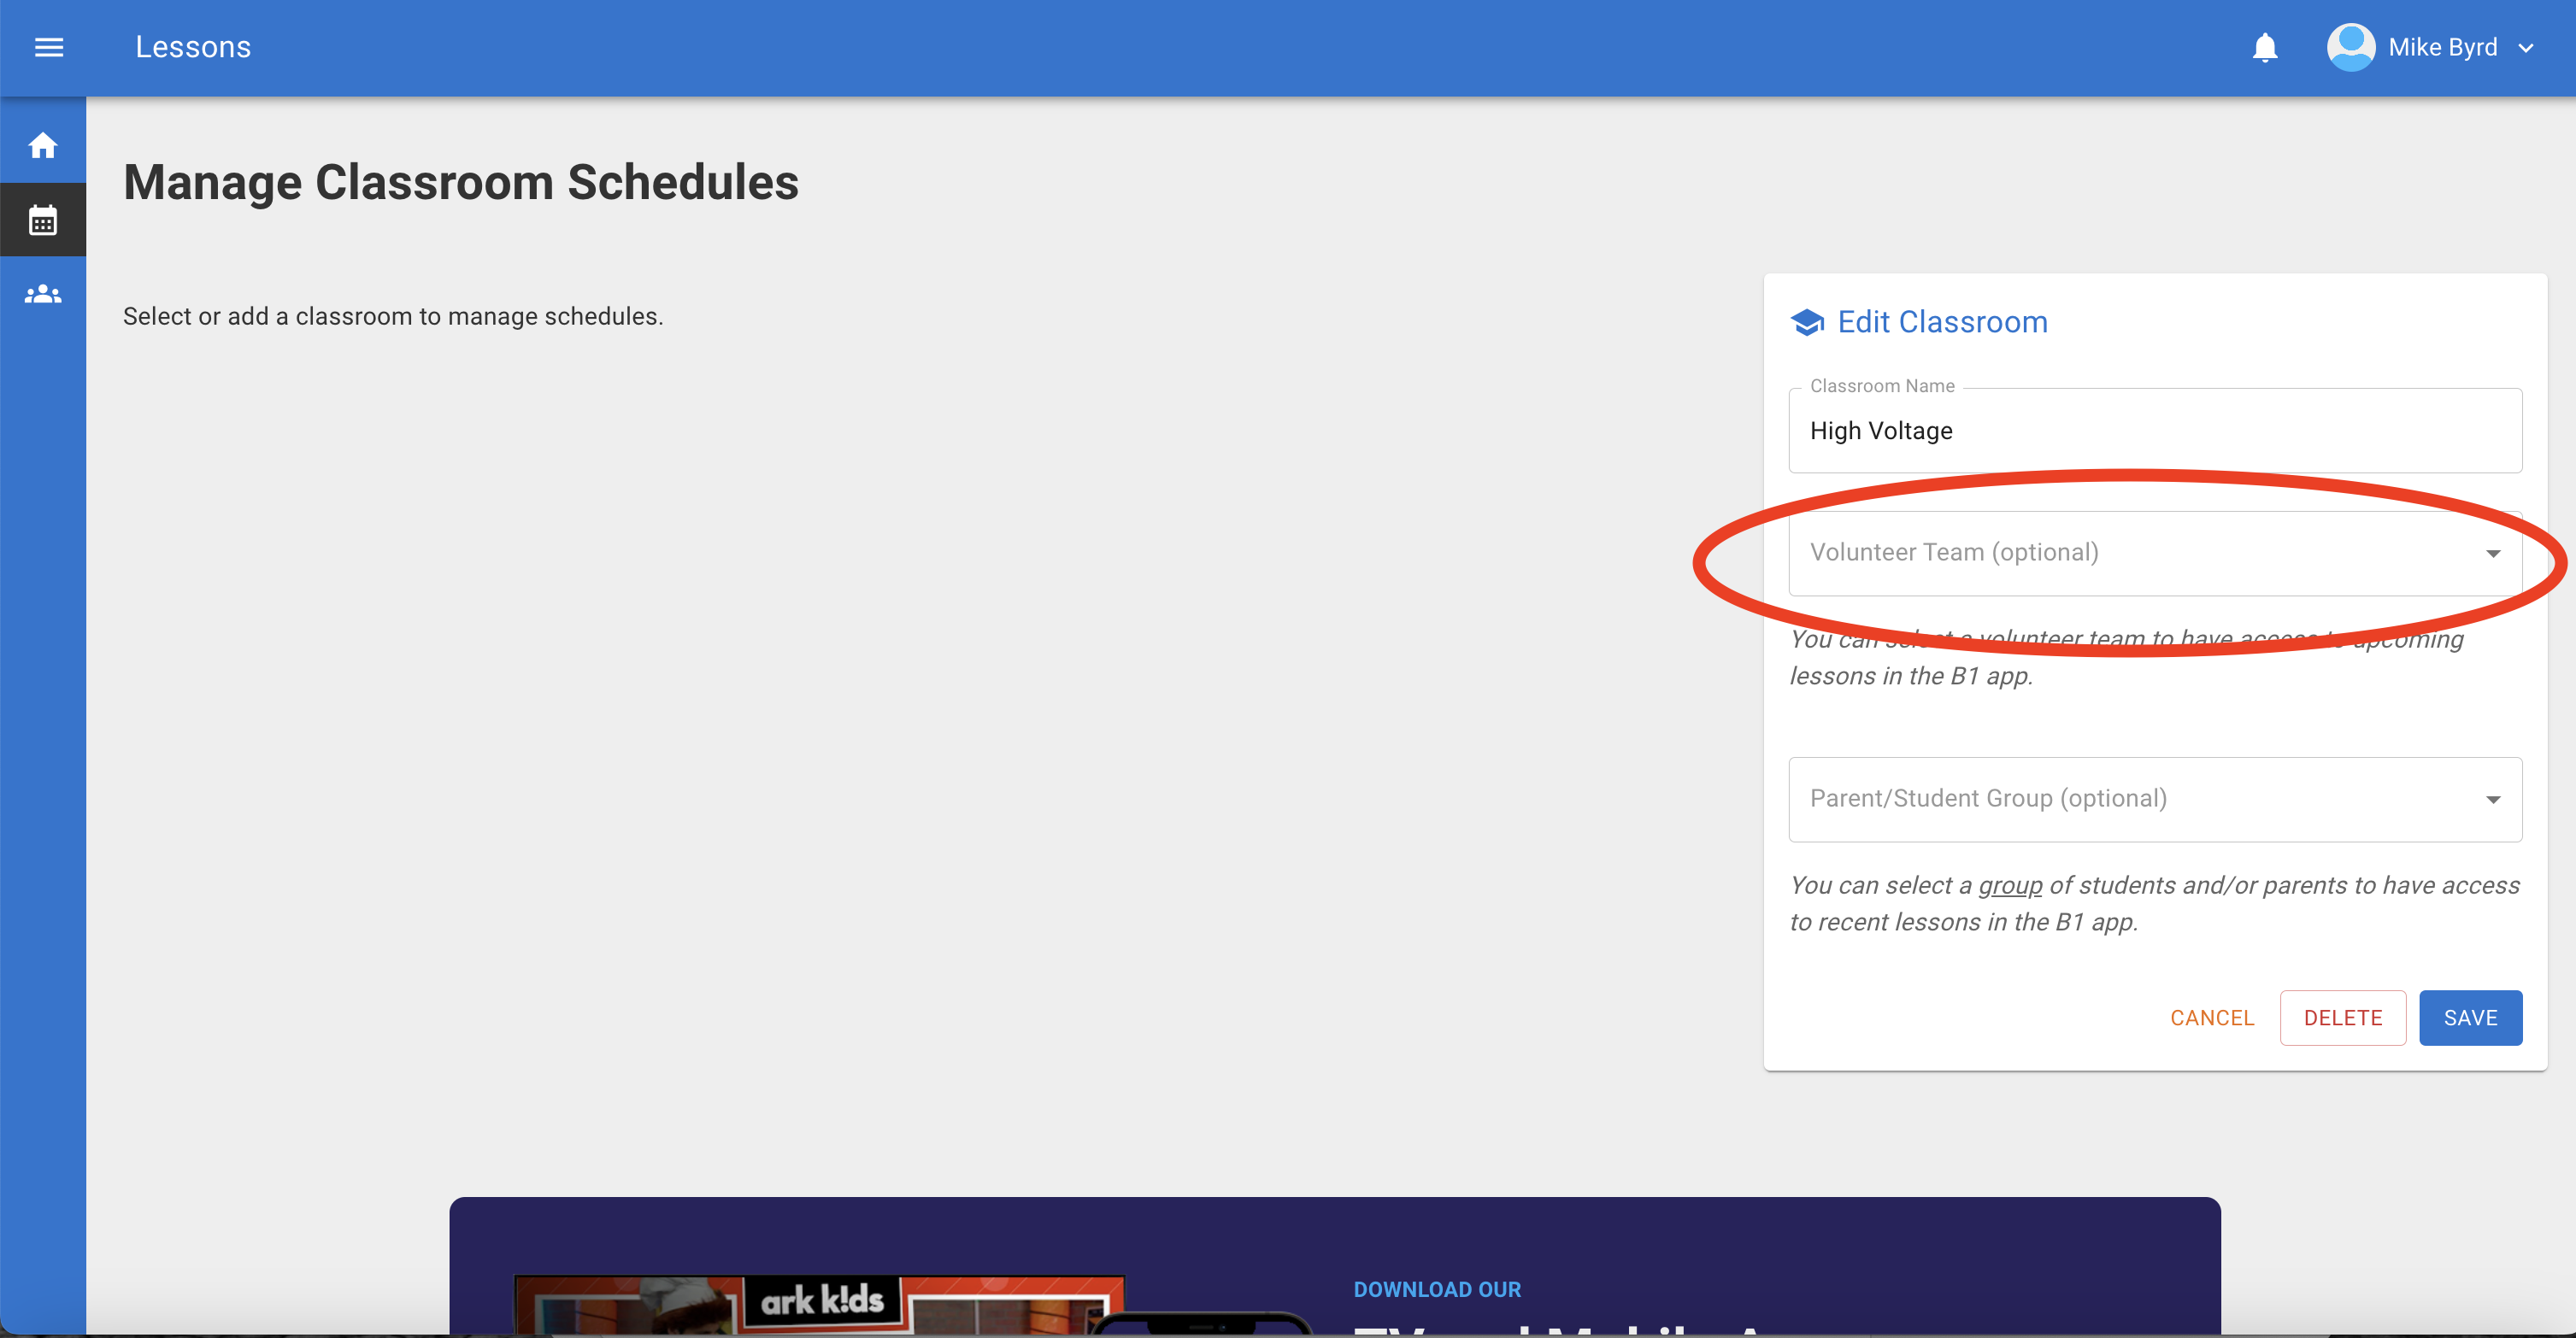 Lessons
Mike Byrd
Manage Classroom Schedules
Select or add a classroom to manage schedules.
Edit Classroom
Classroom Name
High Voltage
Volunteer Team (optional)
You can select a volunteer team to have access to upcoming
lessons in the B1 app.
Parent/Student Group (optional)
You can select a group of students and/or parents to have access
to recent lessons in the B1 app.
CANCEL
DELETE
SAVE
ark k!ds
DOWNLOAD OUR